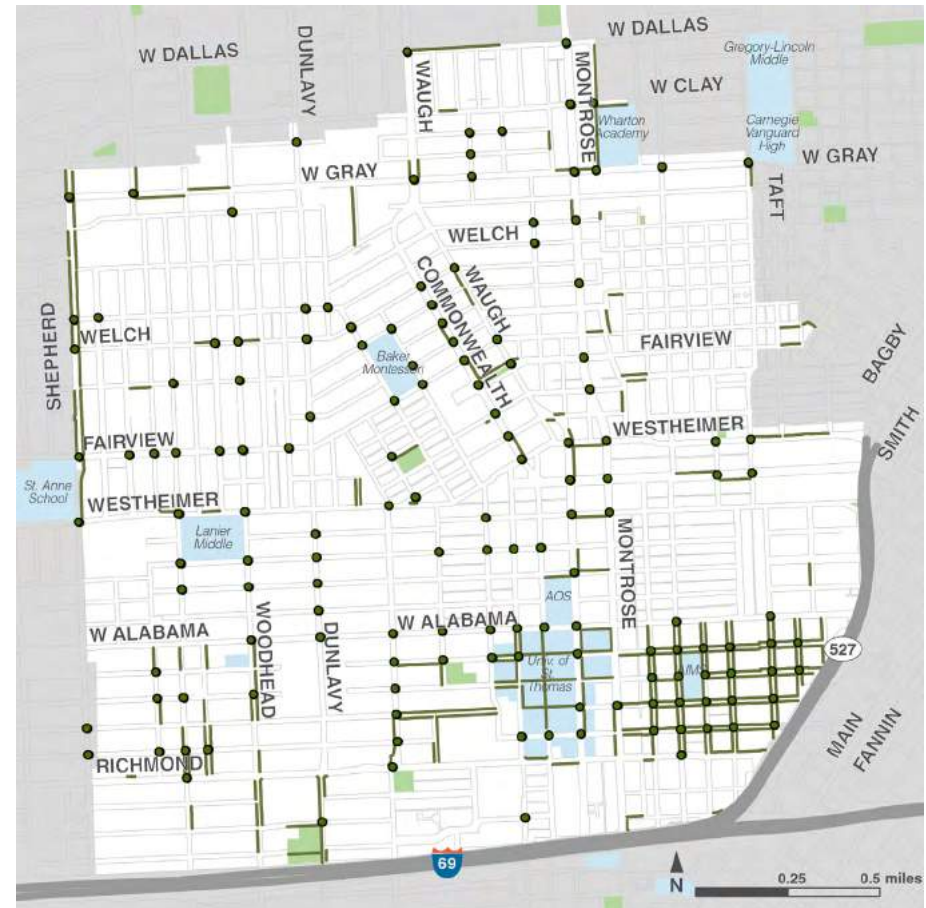 W DALLAS
DUNLAVY
W DALLAS
Gregory-Lincoln
Middle
WAUGH
MONTROSE
W CLAY
Wharton
Academy
Carnegie
Vanguard
High
W GRAY
W GRAY
TAFT
WELCH
COMMONWEALTH
WAUGH
SHEPHERD
WELCH
FAIRVIEW
Baker
Montessori
BAGBY
FAIRVIEW
WESTHEIMER
SMITH
St. Anne
School
WESTHEIMER
Lanier
Middle
MONTROSE
AOS
W ALABAMA
WOODHEAD
DUNLAVY
W ALABAMA
527
Univ. of
St.
Thomas
MAIN
FANNIN
RICHMOND
69
N
0.25
0.5 miles